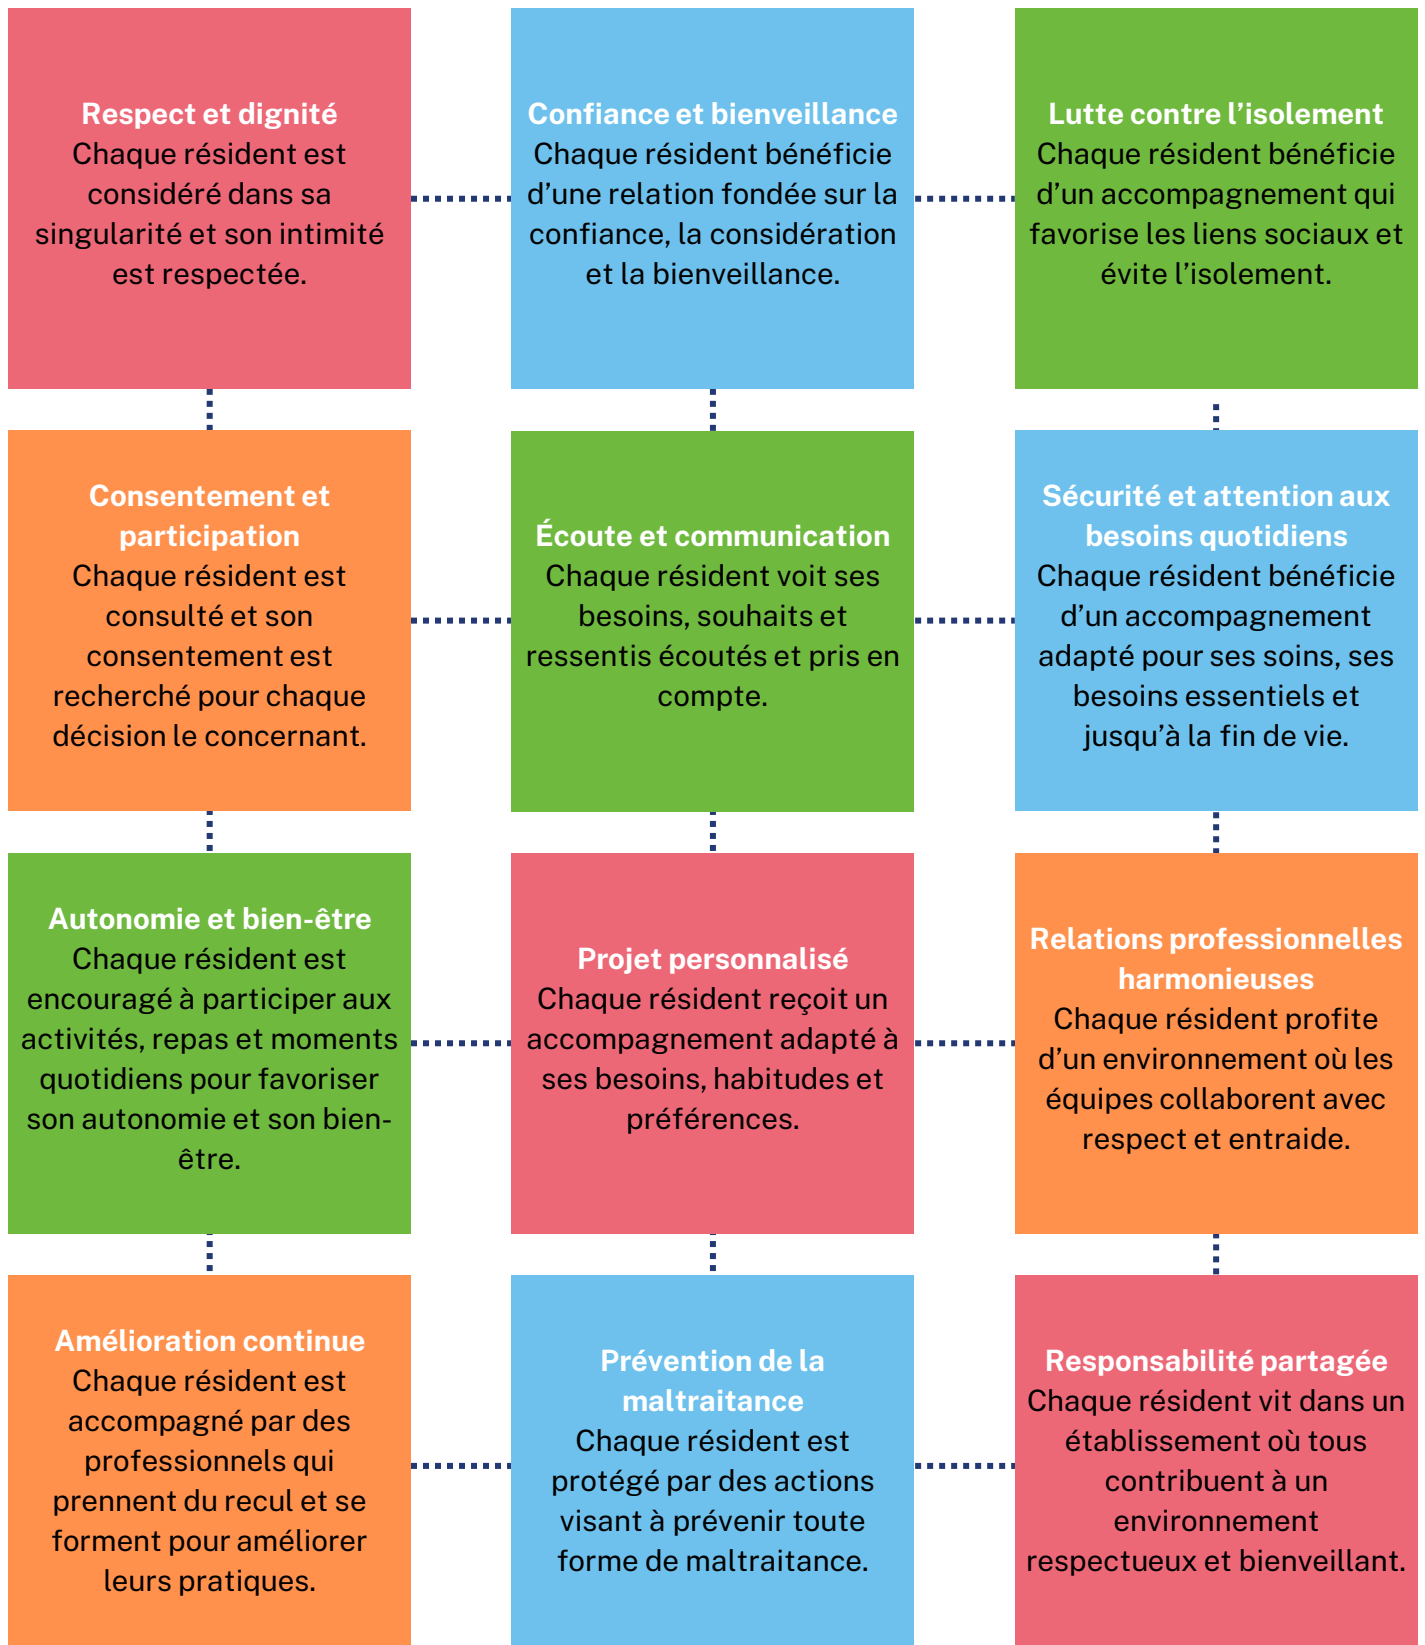 Respect et dignité
Chaque résident est
considéré dans sa
singularité et son intimité
est respectée.
Confiance et bienveillance
Chaque résident bénéficie
d’une relation fondée sur la
confiance, la considération
et la bienveillance.
Lutte contre l’isolement
Chaque résident bénéficie
d’un accompagnement qui
favorise les liens sociaux et
évite l’isolement.
Consentement et
participation
Chaque résident est
consulté et son
consentement est
recherché pour chaque
décision le concernant.
Écoute et communication
Chaque résident voit ses
besoins, souhaits et
ressentis écoutés et pris en
compte.
Sécurité et attention aux
besoins quotidiens
Chaque résident bénéficie
d’un accompagnement
adapté pour ses soins, ses
besoins essentiels et
jusqu’à la fin de vie.
Autonomie et bien-être
Chaque résident est
encouragé à participer aux
activités, repas et moments
quotidiens pour favoriser
son autonomie et son bien-
être.
Projet personnalisé
Chaque résident reçoit un
accompagnement adapté à
ses besoins, habitudes et
préférences.
Relations professionnelles
harmonieuses
Chaque résident profite
d’un environnement où les
équipes collaborent avec
respect et entraide.
Amélioration continue
Chaque résident est
accompagné par des
professionnels qui
prennent du recul et se
forment pour améliorer
leurs pratiques.
Prévention de la
maltraitance
Chaque résident est
protégé par des actions
visant à prévenir toute
forme de maltraitance.
Responsabilité partagée
Chaque résident vit dans un
établissement où tous
contribuent à un
environnement
respectueux et bienveillant.